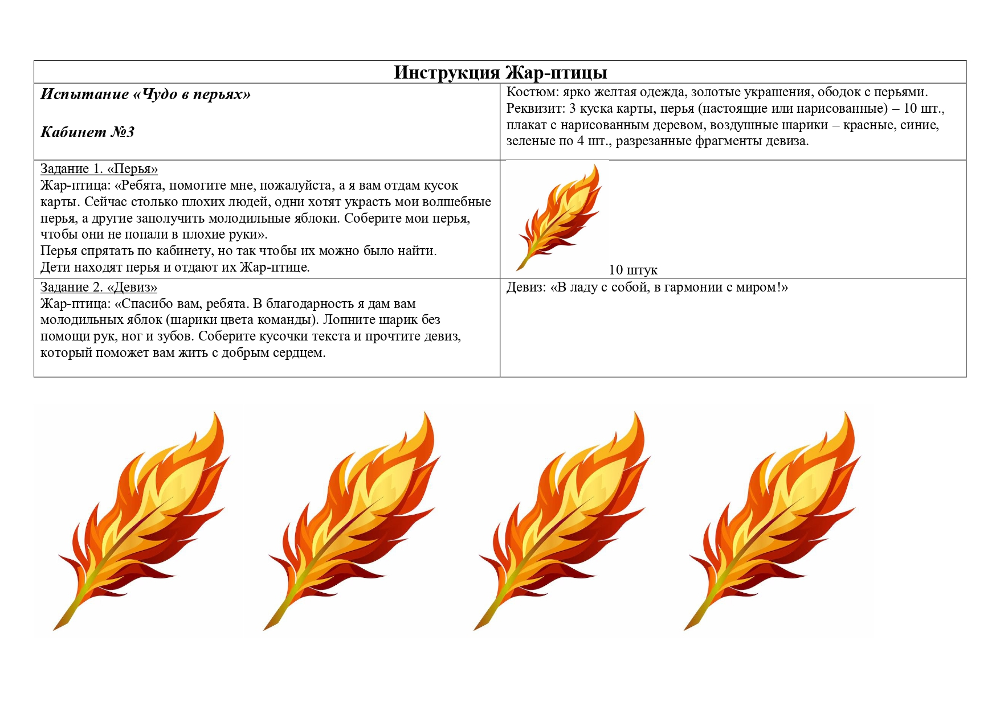 Инструкция Жар-птицы
Испытание «Чудо в перьях»
Кабинет №3
Костюм: ярко желтая одежда, золотые украшения, ободок с перьями.
Реквизит: 3 куска карты, перья (настоящие или нарисованные) – 10 шт.,
плакат с нарисованным деревом, воздушные шарики – красные, синие,
зеленые по 4 шт., разрезанные фрагменты девиза.
Задание 1. «Перья»
Жар-птица: «Ребята, помогите мне, пожалуйста, а я вам отдам кусок
карты. Сейчас столько плохих людей, одни хотят украсть мои волшебные
перья, а другие заполучить молодильные яблоки. Соберите мои перья,
чтобы они не попали в плохие руки».
Перья спрятать по кабинету, но так чтобы их можно было найти.
Дети находят перья и отдают их Жар-птице.
10 штук
Задание 2. «Девиз»
Жар-птица: «Спасибо вам, ребята. В благодарность я дам вам
молодильных яблок (шарики цвета команды). Лопните шарик без
помощи рук, ног и зубов. Соберите кусочки текста и прочтите девиз,
который поможет вам жить с добрым сердцем.
Девиз: «В ладу с собой, в гармонии с миром!»